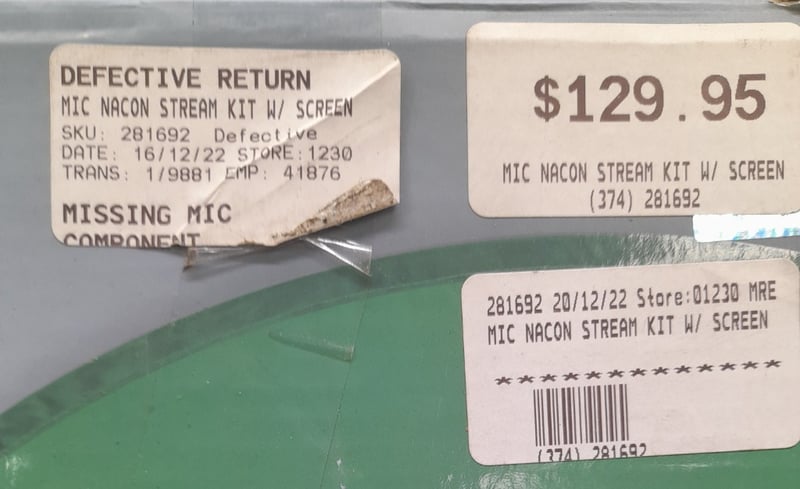 DEFECTIVE RETURN
MIC NACON STREAM KIT W/ SCREEN
SKU: 281692 Defective
DATE: 16/12/22 STORE:1230
TRANS: 1/9881 EMP: 41876
MISSING MIC
COMPONENT
$129.95
MIC NACON STREAM KIT W/ SCREEN
(374) 281692
281692 20/12/22 Store:01230 MRE
MIC NACON STREAM KIT W/ SCREEN
*************
(374) 281692